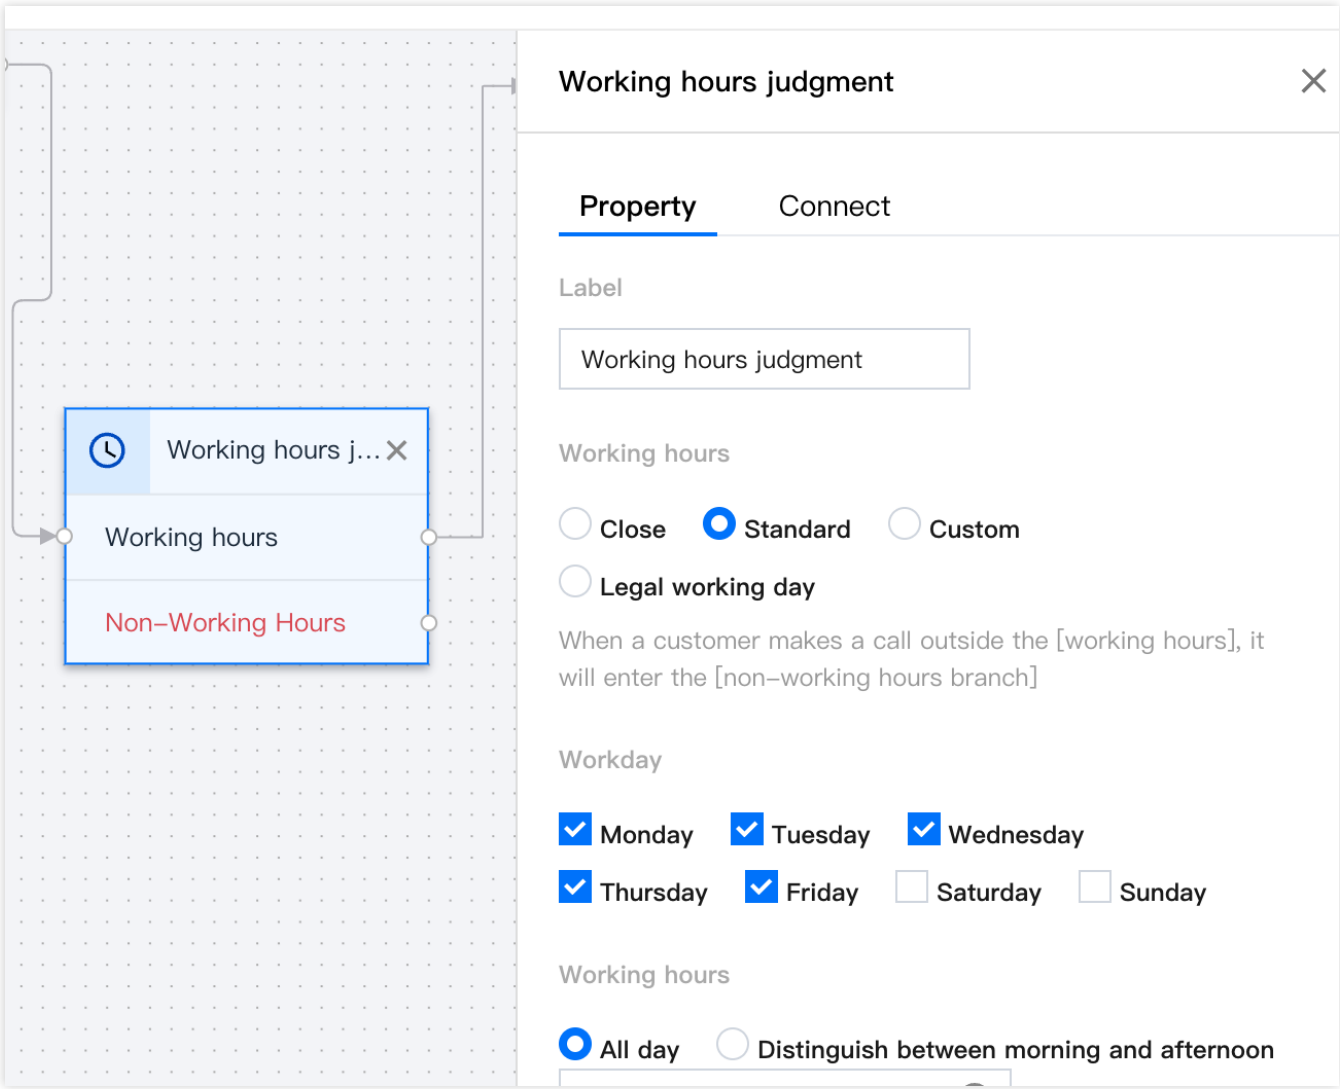 Working hours judgment
Property Connect
Label
Working hours judgment
Working hours j...
Working hours
Non-Working Hours
Working hours
Close Standard Custom
Legal working day
When a customer makes a call outside the [working hours], it
will enter the [non-working hours branch]
Workday
Monday Tuesday Wednesday
Thursday Friday Saturday Sunday
Working hours
All day Distinguish between morning and afternoon